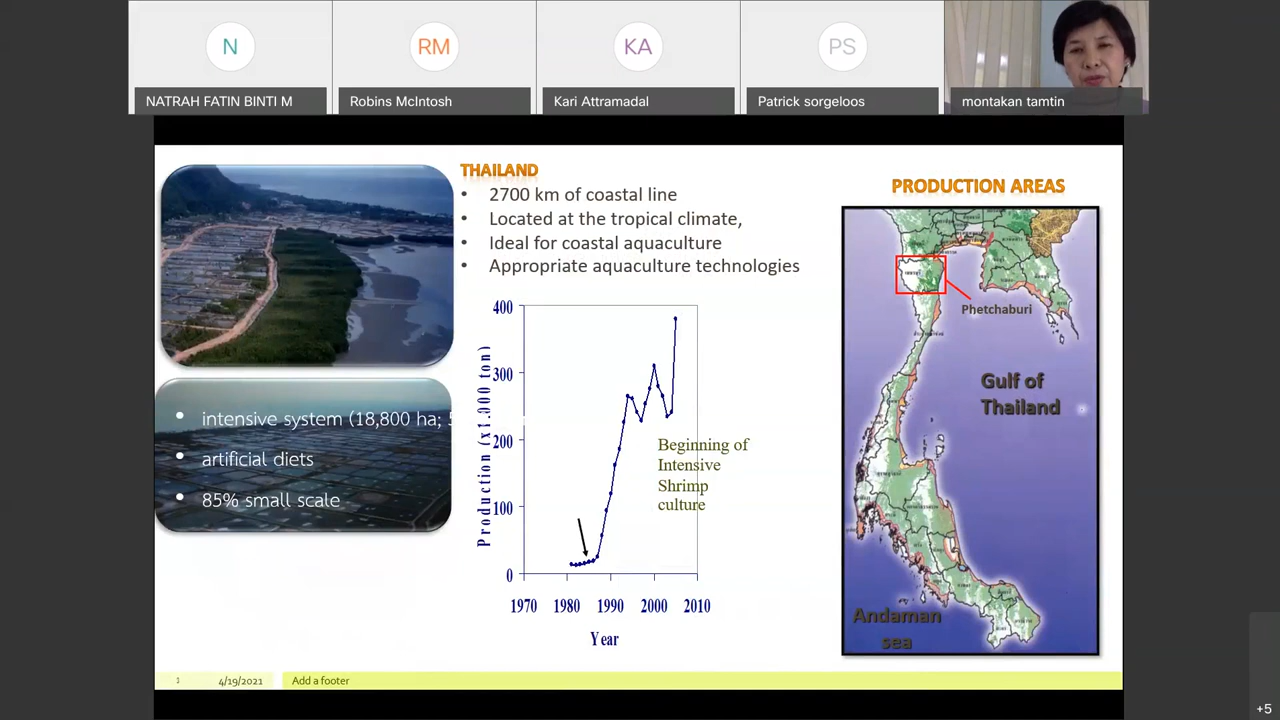 N
RM
KA
PS
NATRAH FATIN BINTI M
Robins McIntosh
Kari Attramadal
Patrick sorgeloos
montakan tamtin
THAILAND
• 2700 km of coastal line
• Located at the tropical climate,
• Ideal for coastal aquaculture
• Appropriate aquaculture technologies
PRODUCTION AREAS
Phetchaburi
Gulf of
Thailand
Andaman
sea
• intensive system (18,800 ha;
• artificial diets
• 85% small scale
Production (x1.000 ton)
400
300
200
100
0
Beginning of
Intensive
Shrimp
culture
1970 1980 1990 2000 2010
Year
4/19/2021
Add a footer
+5